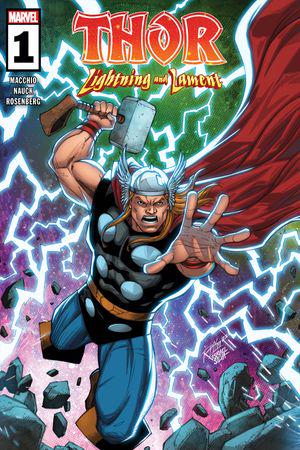 MARVEL
1
MACCHIO
NAUCK
ROSENBERG
THOR
Lightning and Lament